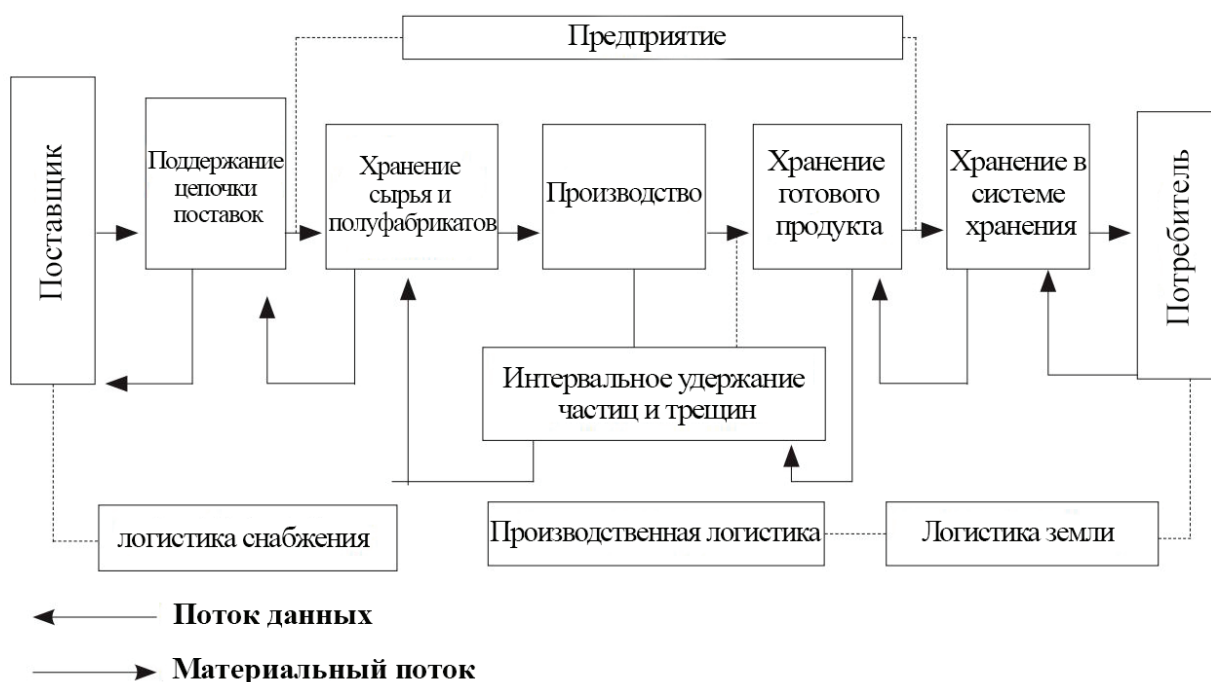 Предприятие
Поставщик
Поддержание
цепочки
поставок
Хранение
сырья и
полуфабрикатов
Производство
Хранение
готового
продукта
Хранение в
системе
хранения
Потребитель
Интервальное удержание
частиц и трещин
логистика снабжения
Производственная логистика
Логистика земли
Поток данных
Материальный поток